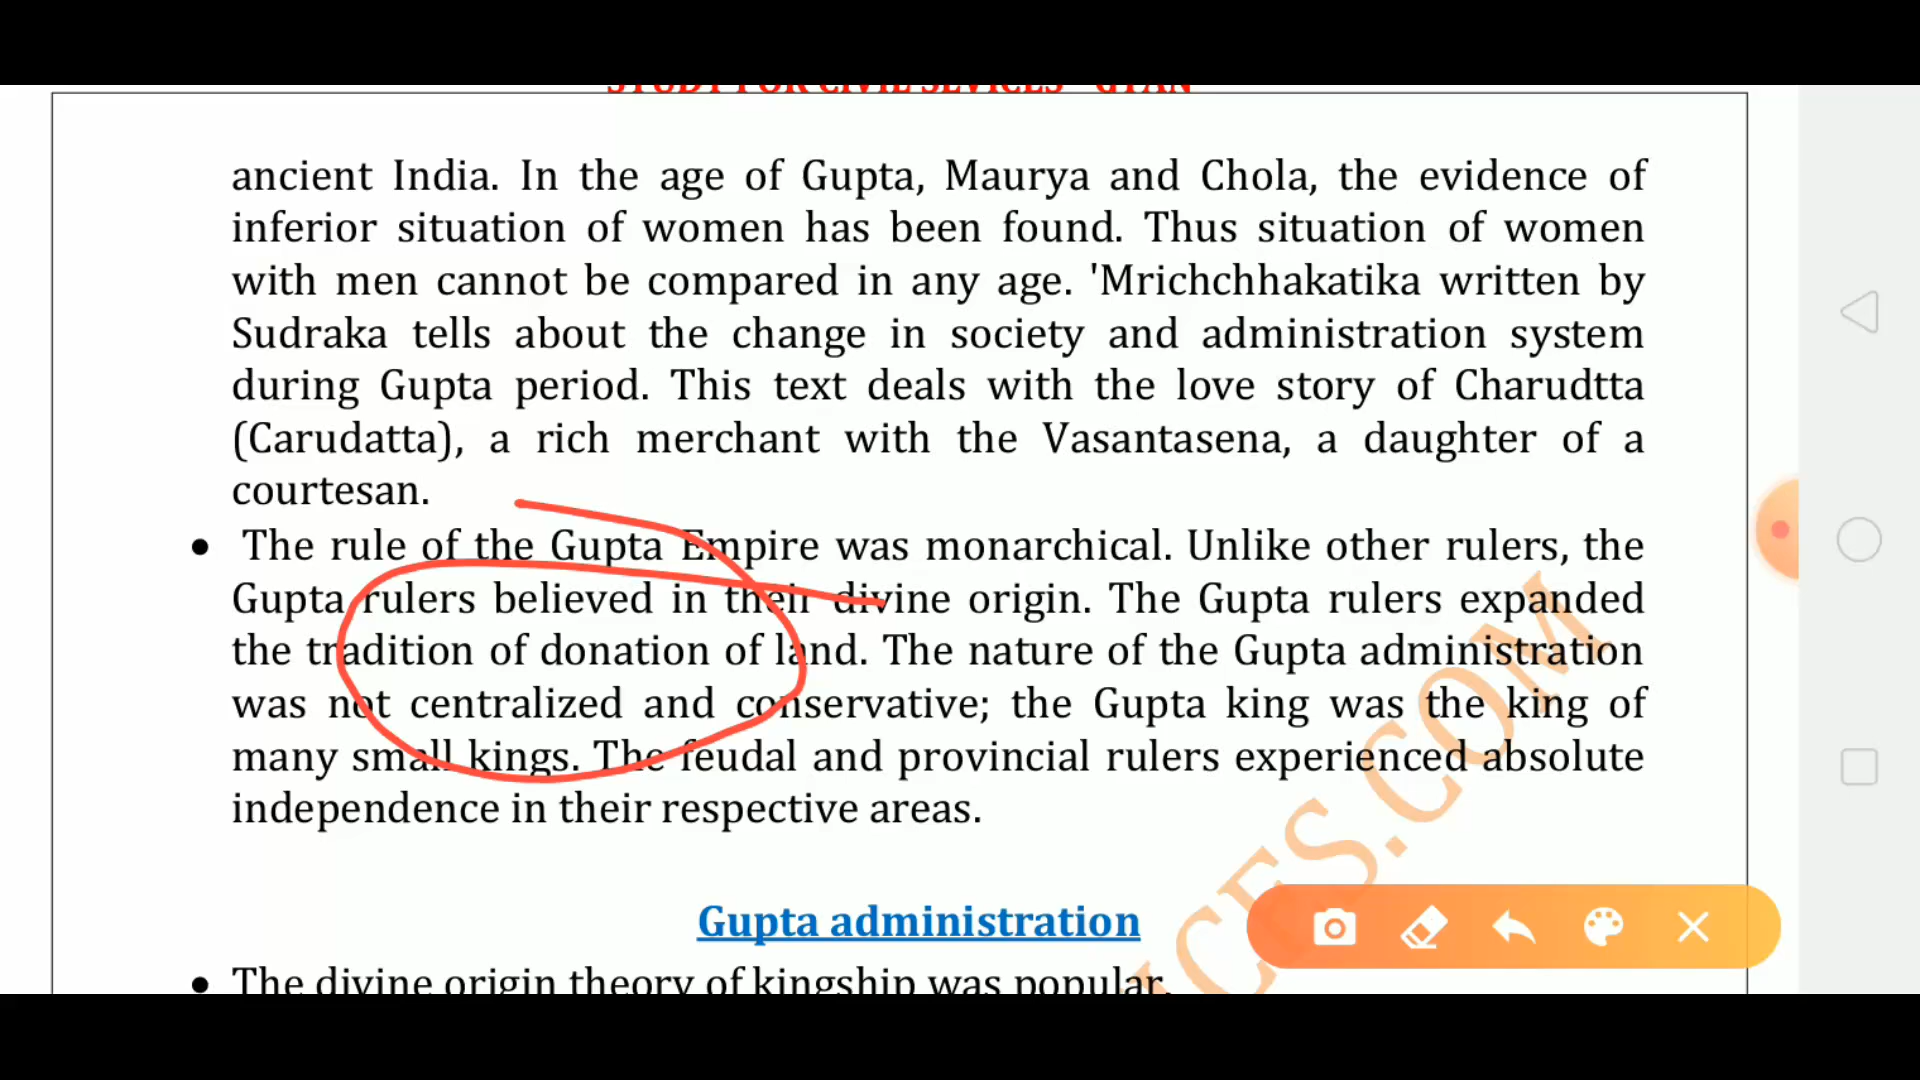 STUDY FOR CIVIL SEVICES - GYAN
ancient India. In the age of Gupta, Maurya and Chola, the evidence of
inferior situation of women has been found. Thus situation of women
with men cannot be compared in any age. 'Mrichchhakatika written by
Sudraka tells about the change in society and administration system
during Gupta period. This text deals with the love story of Charudtta
(Carudatta), a rich merchant with the Vasantasena, a daughter of a
courtesan.
● The rule of the Gupta Empire was monarchical. Unlike other rulers, the
Gupta rulers believed in their divine origin. The Gupta rulers expanded
the tradition of donation of land. The nature of the Gupta administration
was not centralized and conservative; the Gupta king was the king of
many small kings. The feudal and provincial rulers experienced absolute
independence in their respective areas.
ICES.COM
Gupta administration
● The divine origin theory of kingship was popular.